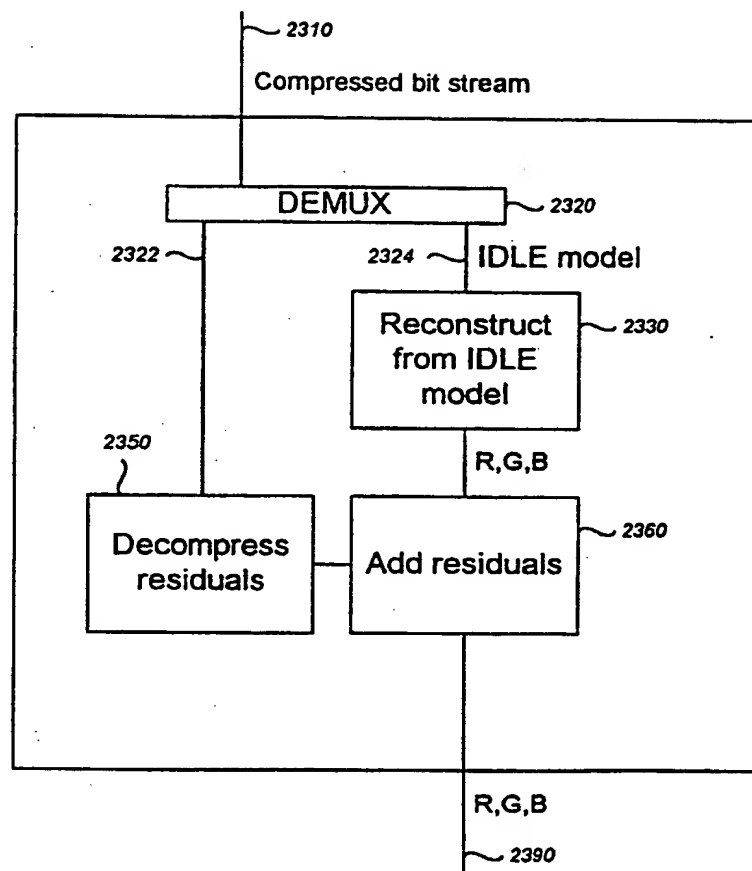 2310
Compressed bit stream
DEMUX
2320
2322
2324
IDLE model
Reconstruct
from IDLE
model
2330
R,G,B
2350
Decompress
residuals
Add residuals
2360
R,G,B
2390